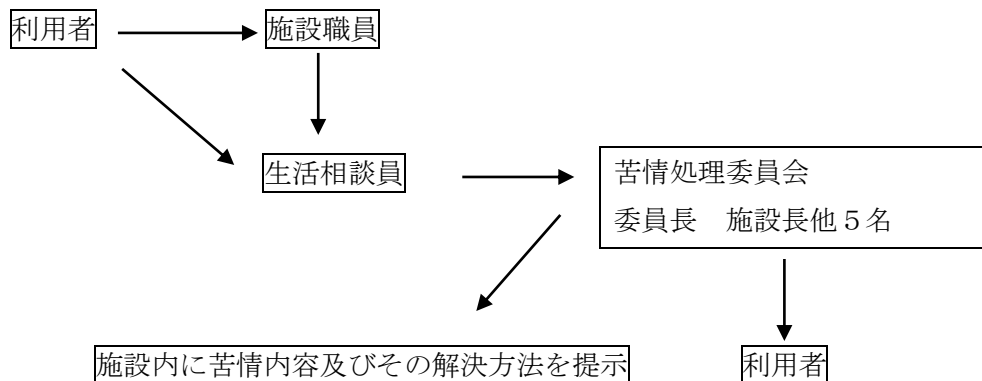 利用者
施設職員
生活相談員
苦情処理委員会
委員長　施設長他５名
施設内に苦情内容及びその解決方法を提示
利用者